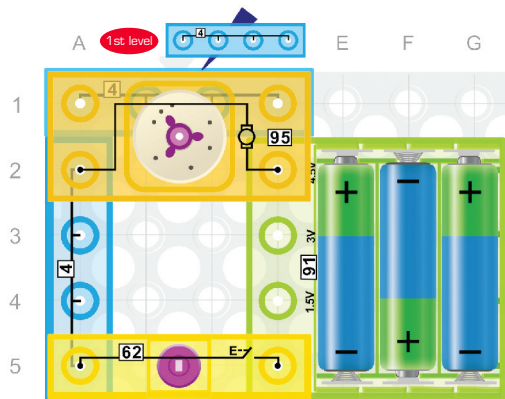 A 1st level 4 E F G
1 4
95
2 + 4.5V - +
3 3V
4 91
4 1.5V
- + -
5 62 E